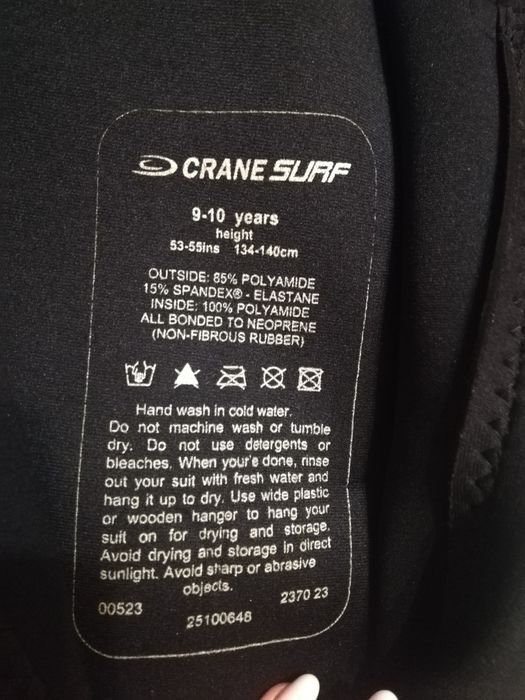 CRANE SURF
9-10 years
height
53-55ins 134-140cm
OUTSIDE: 85% POLYAMIDE
15% SPANDEX® - ELASTANE
INSIDE: 100% POLYAMIDE
ALL BONDED TO NEOPRENE
(NON-FIBROUS RUBBER)
Hand wash in cold water.
Do not machine wash or tumble
dry. Do not use detergents or
bleaches. When your'e done, rinse
out your suit with fresh water and
hang it up to dry. Use wide plastic
or wooden hanger to hang your
suit on for drying and storage.
Avoid drying and storage in direct
sunlight. Avoid sharp or abrasive
objects.
00523 25100648 2370 23